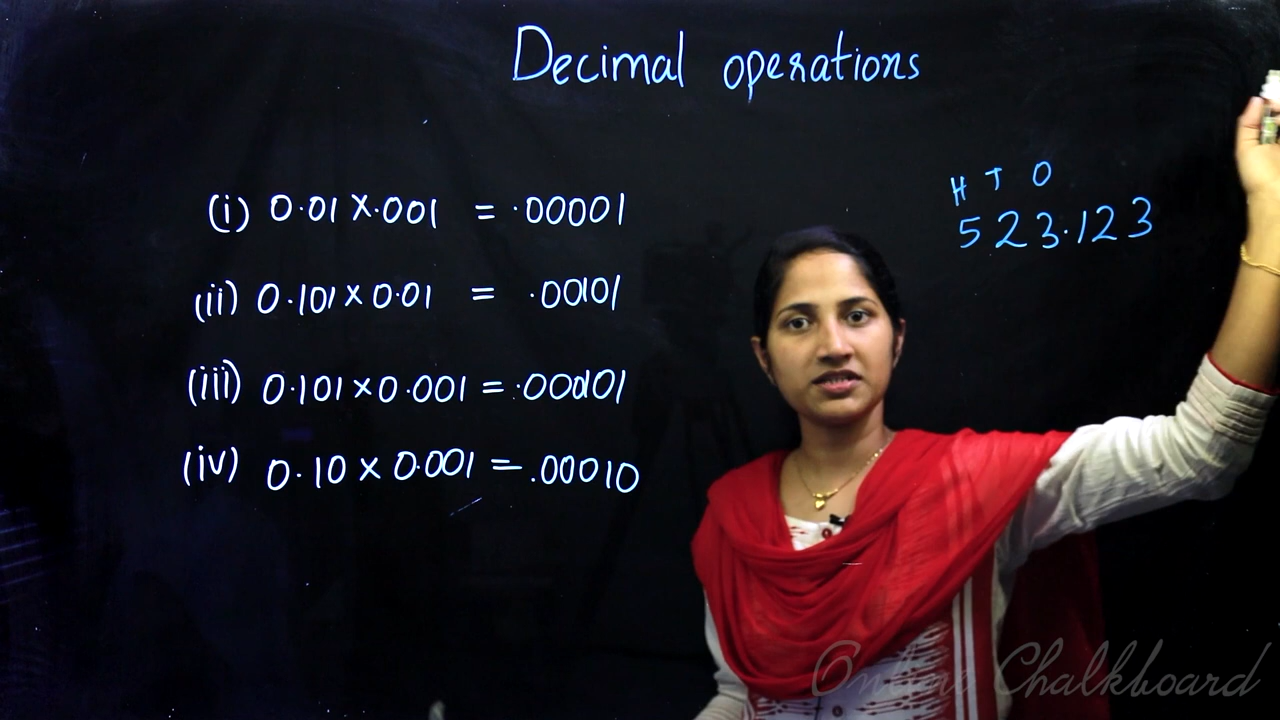 Decimal operations
(i) 0.01 X .001 = .00001
(ii) 0.101 x 0.01 = .00101
(iii) 0.101 x 0.001 = .000101
(iv) 0.10 x 0.001 = .00010
H T O
523.123
Online Chalkboard